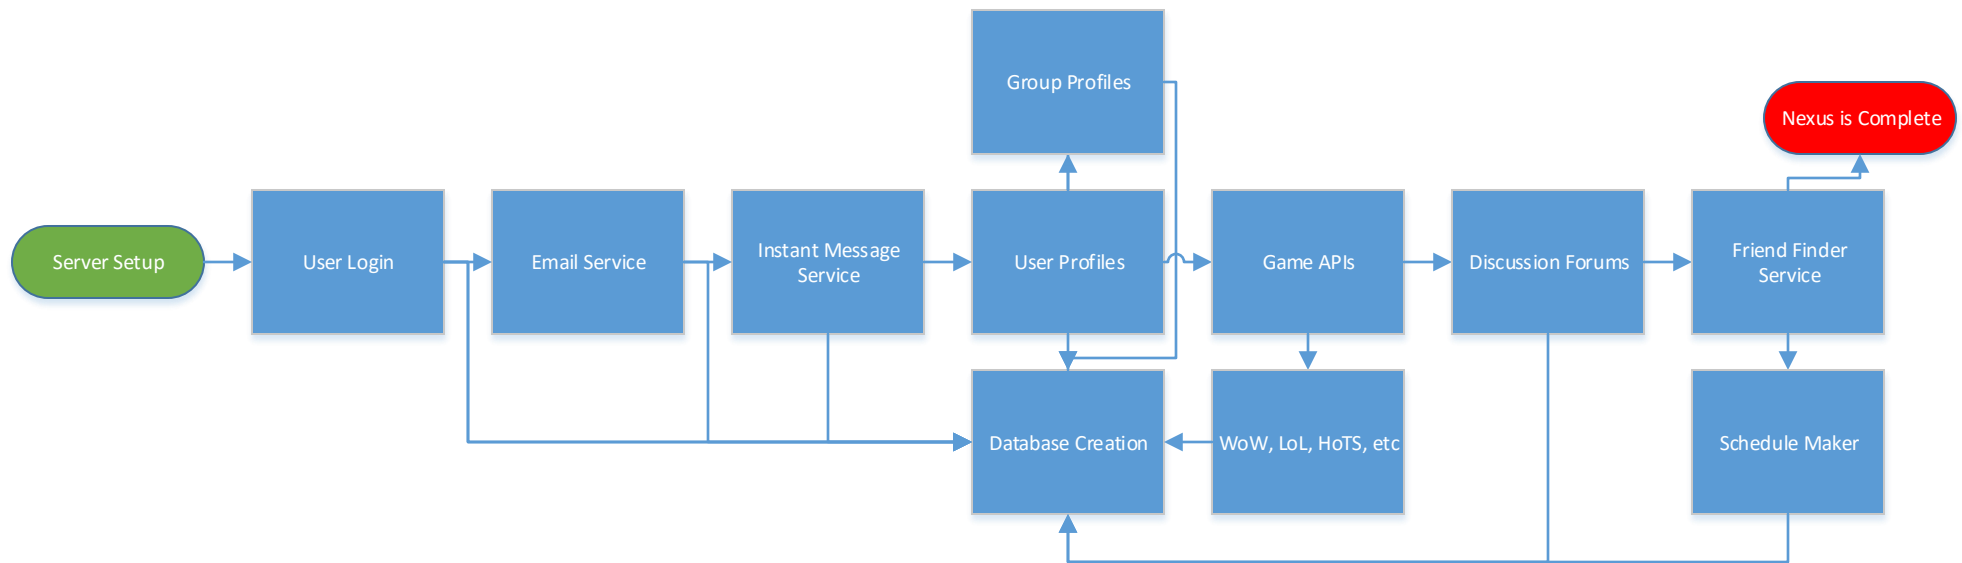 Group Profiles
Nexus is Complete
Server Setup
User Login
Email Service
Instant Message
Service
User Profiles
Game APIs
Discussion Forums
Friend Finder
Service
Database Creation
WoW, LoL, HoTS, etc
Schedule Maker